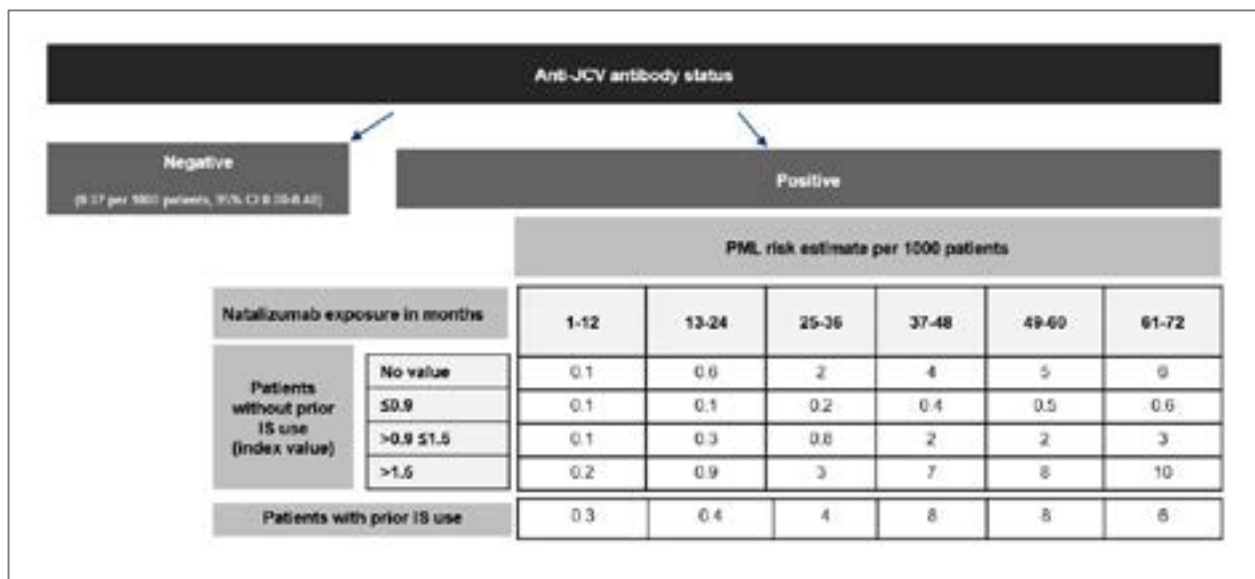 Anti-JCV antibody status
Negative
Positive
per 1000 patients, 95% CI
PML risk estimate per 1000 patients
Natalizumab exposure in months 1-12 13-24 25-36 37-48 49-60 61-72
Patients without prior IS use (index value)
No value 0.1 0.6 2 4 5 6
≤0.9 0.1 0.1 0.2 0.4 0.5 0.6
>0.9 ≤1.5 0.1 0.3 0.8 2 2 3
>1.5 0.2 0.9 3 7 8 10
Patients with prior IS use 0.3 0.4 4 8 8 6